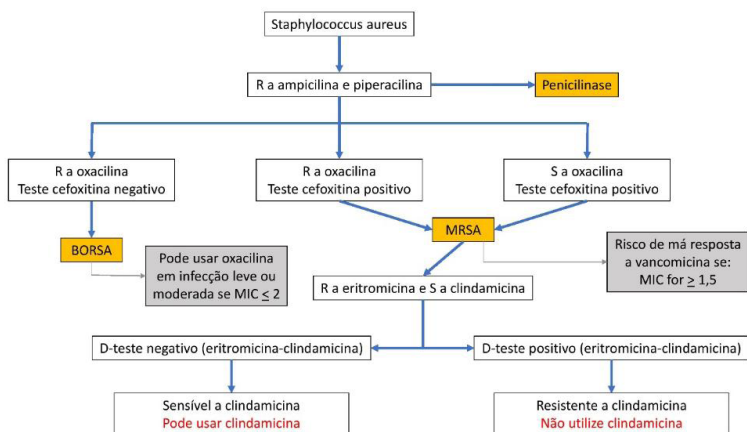 Staphylococcus aureus
R a ampicilina e piperacilina
Penicilinase
R a oxacilina
Teste cefoxitina negativo
R a oxacilina
Teste cefoxitina positivo
S a oxacilina
Teste cefoxitina positivo
BORSA
MRSA
Pode usar oxacilina
em infecção leve ou
moderada se MIC ≤ 2
Risco de má resposta
a vancomicina se:
MIC for ≥ 1,5
R a eritromicina e S a clindamicina
D-teste negativo (eritromicina-clindamicina)
D-teste positivo (eritromicina-clindamicina)
Sensível a clindamicina
Pode usar clindamicina
Resistente a clindamicina
Não utilize clindamicina